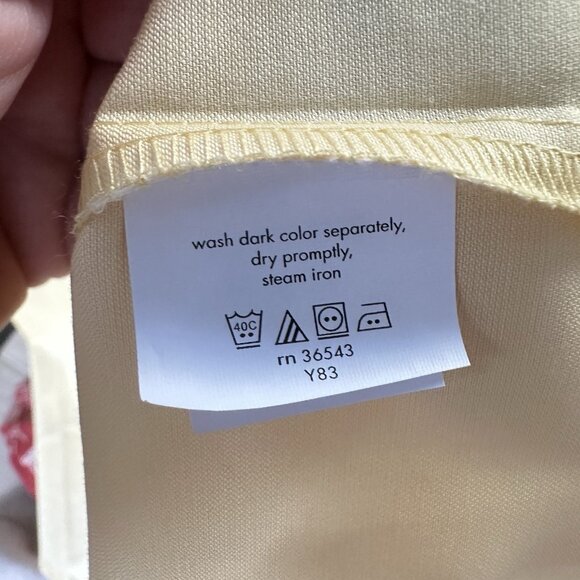 wash dark color separately,
dry promptly,
steam iron
40C
rn 36543
Y83